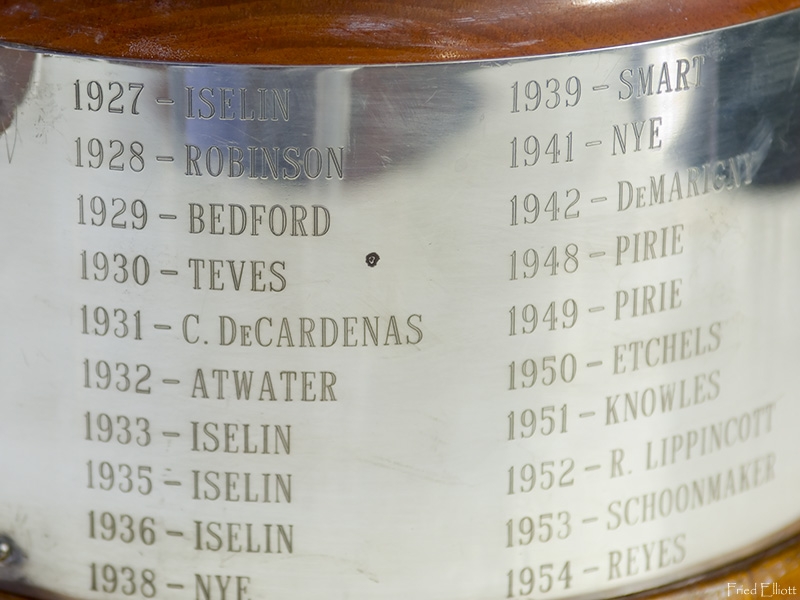 1927 – ISELIN
1928 – ROBINSON
1929 – BEDFORD
1930 – TEVES
1931 – C. DeCARDENAS
1932 – ATWATER
1933 – ISELIN
1935 – ISELIN
1936 – ISELIN
1938 – NYE
1939 – SMART
1941 – NYE
1942 – DeMARIGNY
1948 – PIRIE
1949 – PIRIE
1950 – ETCHELS
1951 – KNOWLES
1952 – R. LIPPINCOTT
1953 – SCHOONMAKER
1954 – REYES
Fried Elliott